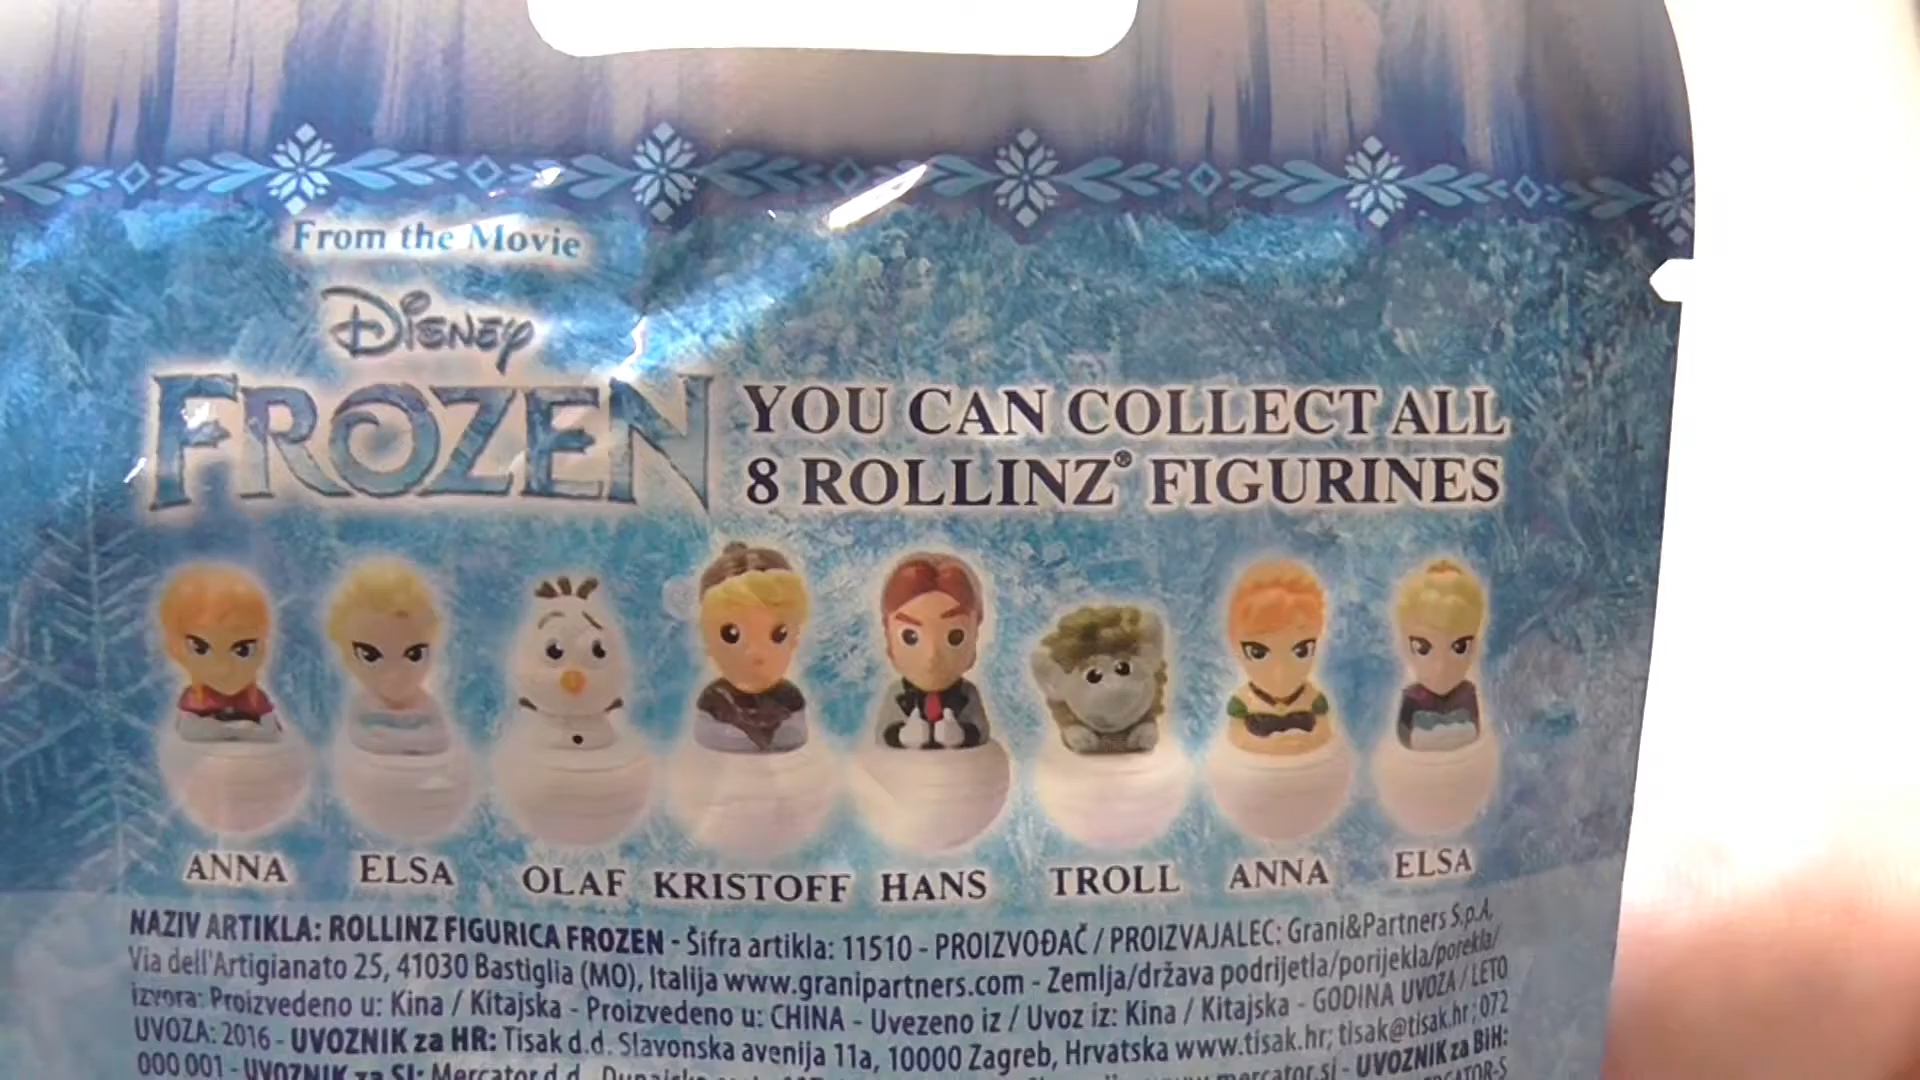 From the Movie
DISNEY
FROZEN
YOU CAN COLLECT ALL
8 ROLLINZ® FIGURINES
ANNA ELSA OLAF KRISTOFF HANS TROLL ANNA ELSA
NAZIV ARTIKLA: ROLLINZ FIGURICA FROZEN - Šifra artikla: 11510 - PROIZVOĐAČ / PROIZVAJALEC: Grani&Partners S.p.A.
Via dell'Artigianato 25, 41030 Bastiglia (MO), Italija www.granipartners.com - Zemlja/država podrijetla/porijekla/porekla/
izvora: Proizvedeno u: Kina / Kitajska - Proizvedeno u: CHINA - Uvezeno iz / Uvoz iz: Kina / Kitajska - GODINA UVOZA / LETO
UVOZA: 2016 - UVOZNIK za HR: Tisak d.d. Slavonska avenija 11a, 10000 Zagreb, Hrvatska www.tisak.hr; tisak@tisak.hr; 072
000 001 - UVOZNIK za SI: Mercator d.d. www.mercator.si - UVOZNIK za BiH: